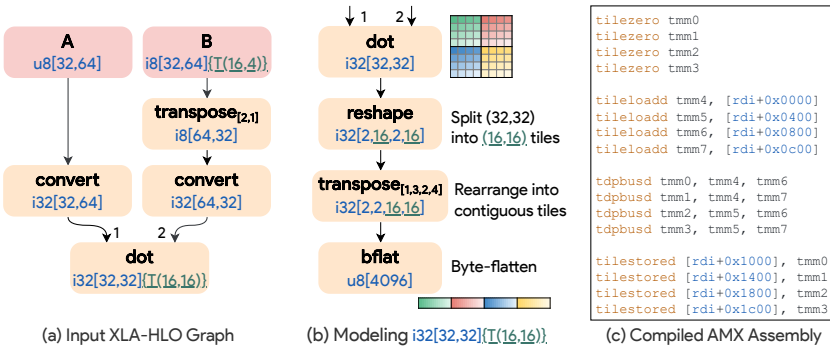 A
u8[32,64]
B
i8[32,64]{T(16,4)}
transpose[2,1]
i8[64,32]
convert
i32[32,64]
convert
i32[64,32]
1
2
dot
i32[32,32]{T(16,16)}
(a) Input XLA-HLO Graph
1
2
dot
i32[32,32]
reshape
i32[2,16,2,16]
Split (32,32)
into (16,16) tiles
transpose[1,3,2,4]
i32[2,2,16,16]
Rearrange into
contiguous tiles
bflat
u8[4096]
Byte-flatten
(b) Modeling i32[32,32]{T(16,16)}
tilezero tmm0
tilezero tmm1
tilezero tmm2
tilezero tmm3
tileloadd tmm4, [rdi+0x0000]
tileloadd tmm5, [rdi+0x0400]
tileloadd tmm6, [rdi+0x0800]
tileloadd tmm7, [rdi+0x0c00]
tdpbusd tmm0, tmm4, tmm6
tdpbusd tmm1, tmm4, tmm7
tdpbusd tmm2, tmm5, tmm6
tdpbusd tmm3, tmm5, tmm7
tilestored [rdi+0x1000], tmm0
tilestored [rdi+0x1400], tmm1
tilestored [rdi+0x1800], tmm2
tilestored [rdi+0x1c00], tmm3
(c) Compiled AMX Assembly